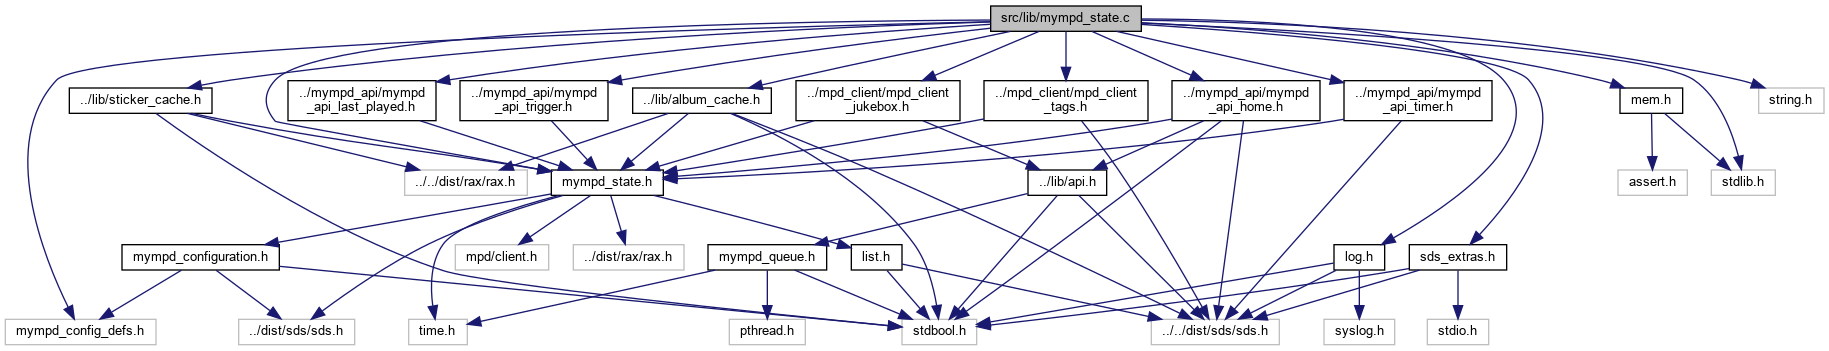 src/lib/mympd_state.c
../lib/sticker_cache.h
../mympd_api/mympd
_api_last_played.h
../mympd_api/mympd
_api_trigger.h
../lib/album_cache.h
../mpd_client/mpd_client
_jukebox.h
../mpd_client/mpd_client
_tags.h
../mympd_api/mympd
_api_home.h
../mympd_api/mympd
_api_timer.h
mem.h
string.h
../../dist/rax/rax.h
mympd_state.h
../lib/api.h
assert.h
stdlib.h
mympd_configuration.h
mpd/client.h
../dist/rax/rax.h
mympd_queue.h
list.h
log.h
sds_extras.h
mympd_config_defs.h
../dist/sds/sds.h
time.h
pthread.h
stdbool.h
../../dist/sds/sds.h
syslog.h
stdio.h